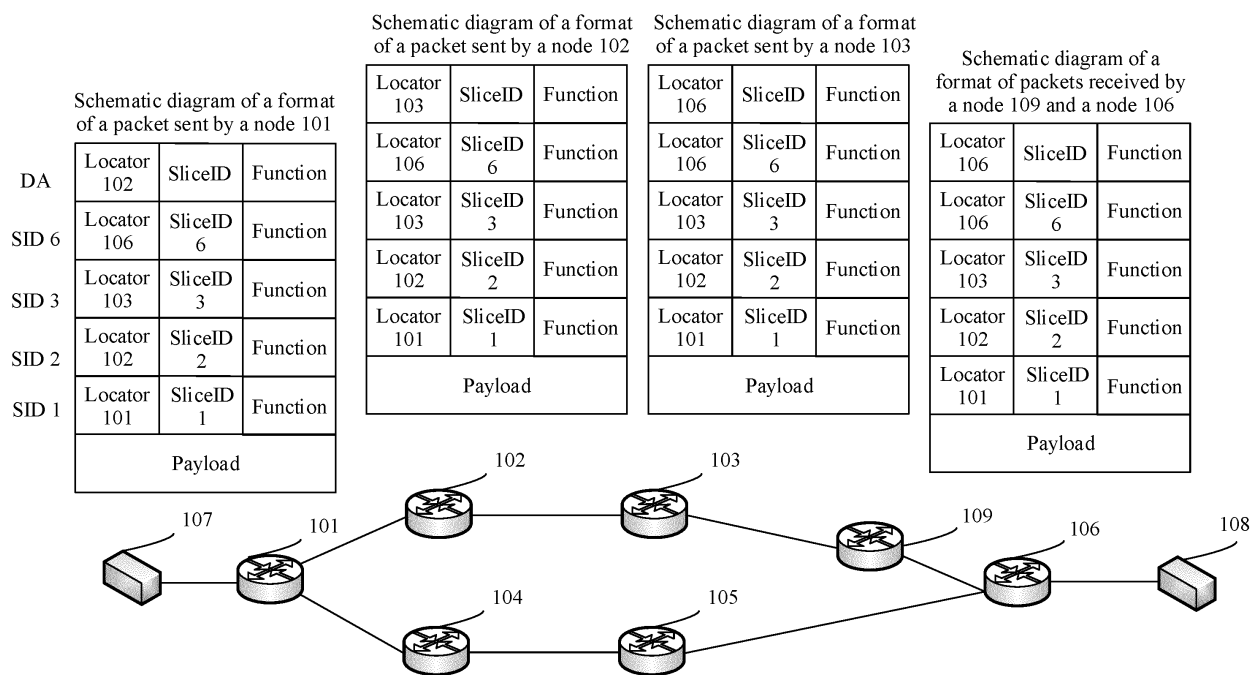 Schematic diagram of a format
of a packet sent by a node 101
DA
Locator
102
SliceID
Function
SID 6
Locator
106
SliceID
6
Function
SID 3
Locator
103
SliceID
3
Function
SID 2
Locator
102
SliceID
2
Function
SID 1
Locator
101
SliceID
1
Function
Payload
Schematic diagram of a format
of a packet sent by a node 102
Locator
103
SliceID
Function
Locator
106
SliceID
6
Function
Locator
103
SliceID
3
Function
Locator
102
SliceID
2
Function
Locator
101
SliceID
1
Function
Payload
Schematic diagram of a format
of a packet sent by a node 103
Locator
106
SliceID
Function
Locator
106
SliceID
6
Function
Locator
103
SliceID
3
Function
Locator
102
SliceID
2
Function
Locator
101
SliceID
1
Function
Payload
Schematic diagram of a
format of packets received by
a node 109 and a node 106
Locator
106
SliceID
Function
Locator
106
SliceID
6
Function
Locator
103
SliceID
3
Function
Locator
102
SliceID
2
Function
Locator
101
SliceID
1
Function
Payload
107
101
102
103
109
106
108
104
105